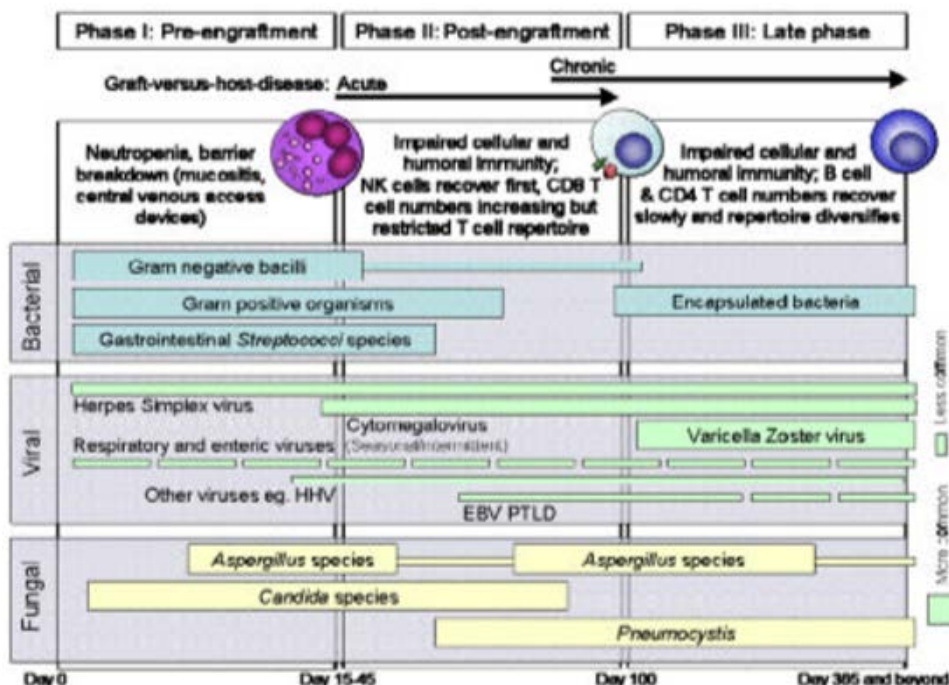 Phase I: Pre-engraftment
Phase II: Post-engraftment
Phase III: Late phase
Chronic
Graft-versus-host-disease: Acute
Neutropenia, barrier
breakdown (mucositis,
central venous access
devices)
Impaired cellular and
humoral immunity;
NK cells recover first, CD8 T
cell numbers increasing but
restricted T cell repertoire
Impaired cellular and
humoral immunity; B cell
& CD4 T cell numbers recover
slowly and repertoire diversifies
Bacterial
Gram negative bacilli
Gram positive organisms
Encapsulated bacteria
Gastrointestinal Streptococci species
Viral
Herpes Simplex virus
Cytomegalovirus
Respiratory and enteric viruses (Seasonal/intermittent)
Varicella Zoster virus
Other viruses eg. HHV
EBV PTLD
Fungal
Aspergillus species
Aspergillus species
Candida species
Pneumocystis
Less common
More common
Day 0
Day 15-45
Day 100
Day 365 and beyond